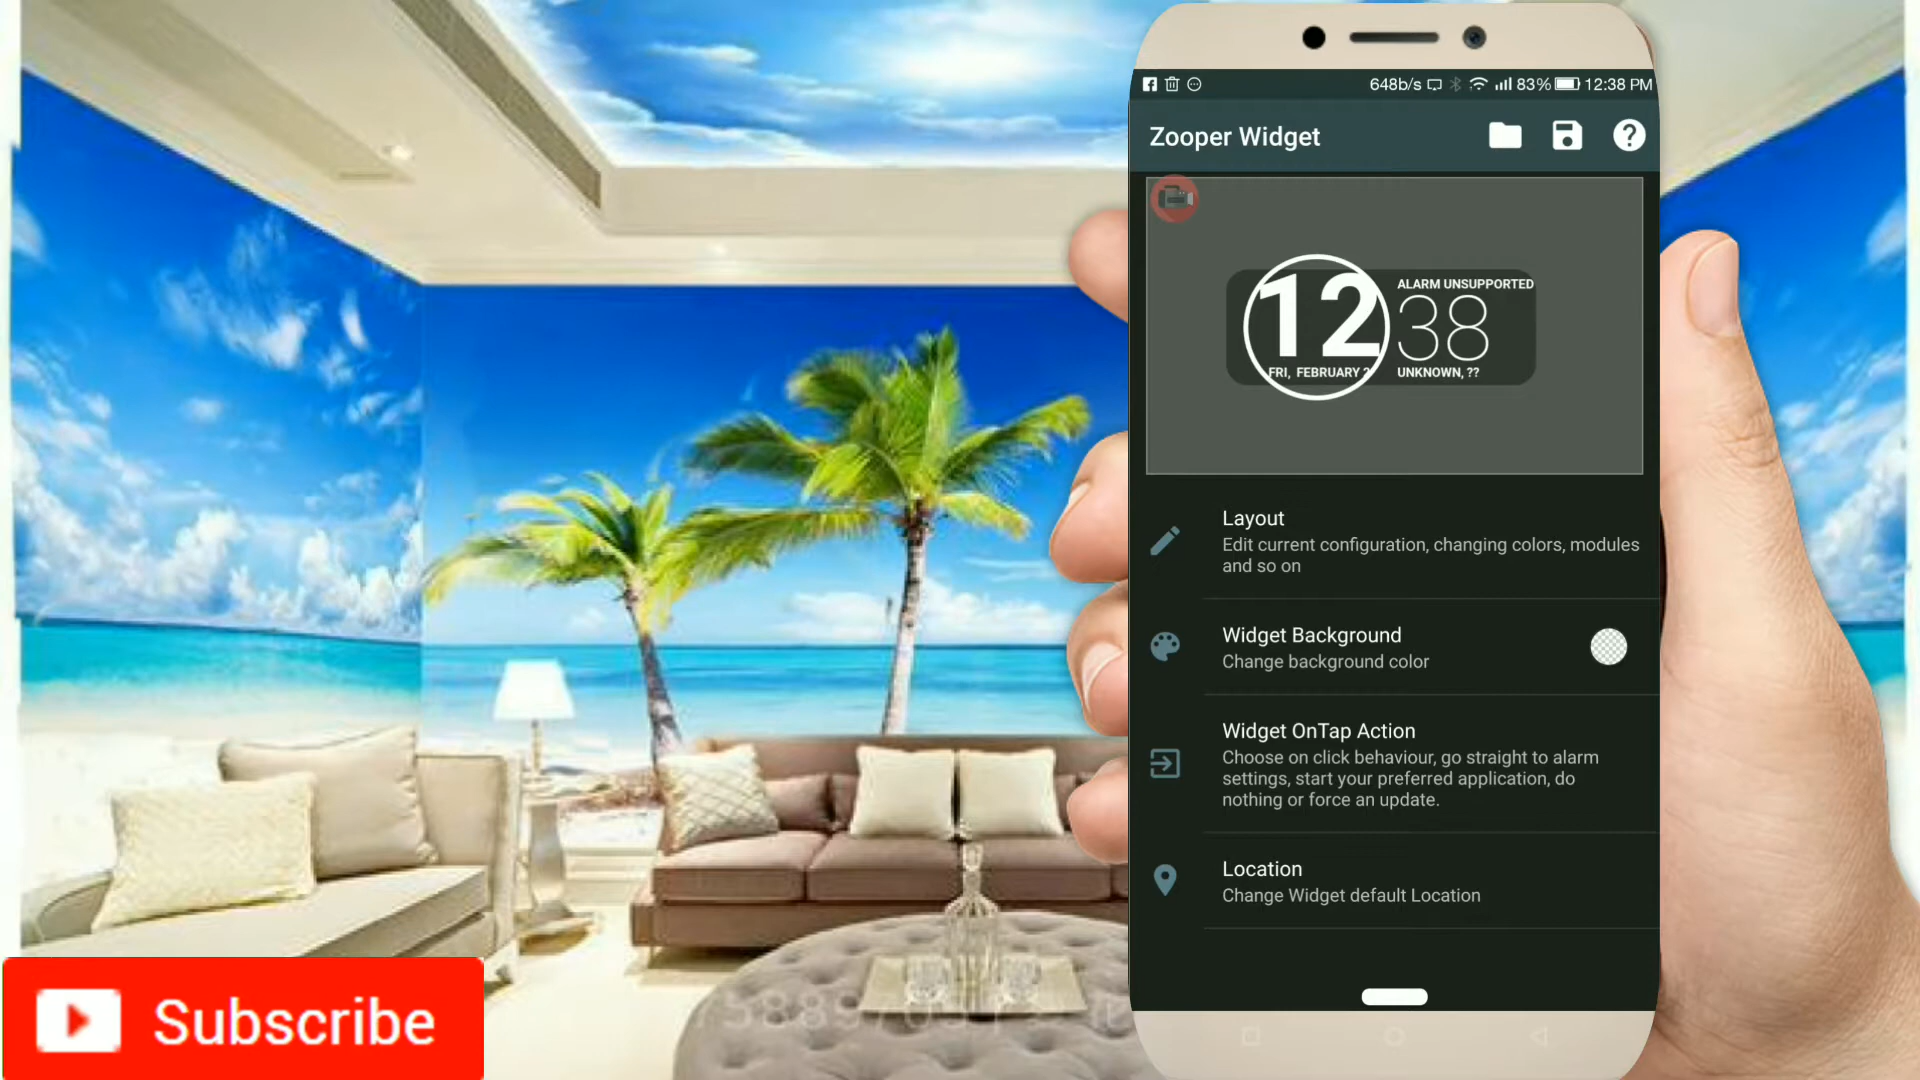 648b/s 83% 12:38 PM
Zooper Widget
12
38
ALARM UNSUPPORTED
FRI, FEBRUARY
UNKNOWN, ??
Layout
Edit current configuration, changing colors, modules
and so on
Widget Background
Change background color
Widget OnTap Action
Choose on click behaviour, go straight to alarm
settings, start your preferred application, do
nothing or force an update.
Location
Change Widget default Location
Subscribe